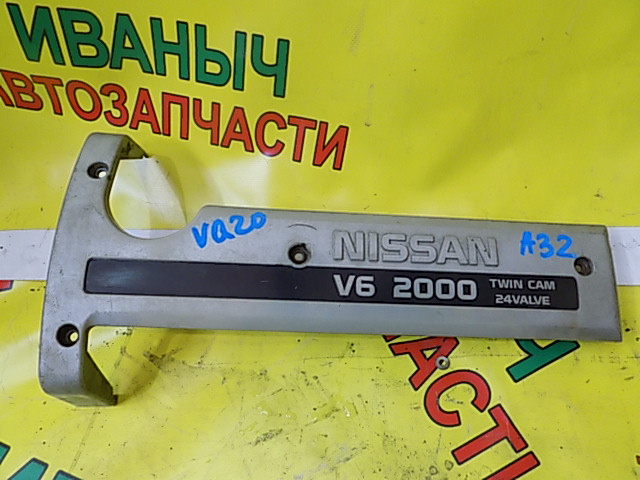 ИВАНЫЧ
АВТОЗАПЧАСТИ
VQ20
NISSAN
A32
V6 2000
TWIN CAM
24VALVE